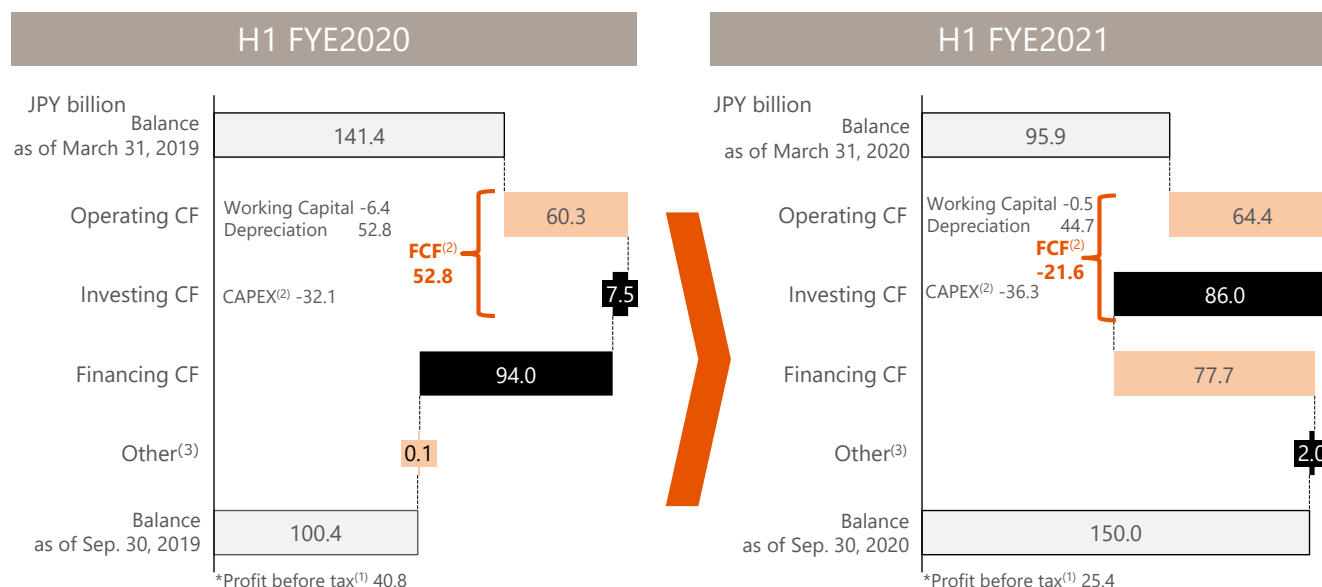 H1 FYE2020
JPY billion
Balance
as of March 31, 2019
141.4
Operating CF
Working Capital -6.4
Depreciation 52.8
60.3
FCF(2)
52.8
Investing CF
CAPEX(2) -32.1
7.5
Financing CF
94.0
Other(3)
0.1
Balance
as of Sep. 30, 2019
100.4
*Profit before tax(1) 40.8
H1 FYE2021
JPY billion
Balance
as of March 31, 2020
95.9
Operating CF
Working Capital -0.5
Depreciation 44.7
64.4
FCF(2)
-21.6
Investing CF
CAPEX(2) -36.3
86.0
Financing CF
77.7
Other(3)
2.0
Balance
as of Sep. 30, 2020
150.0
*Profit before tax(1) 25.4